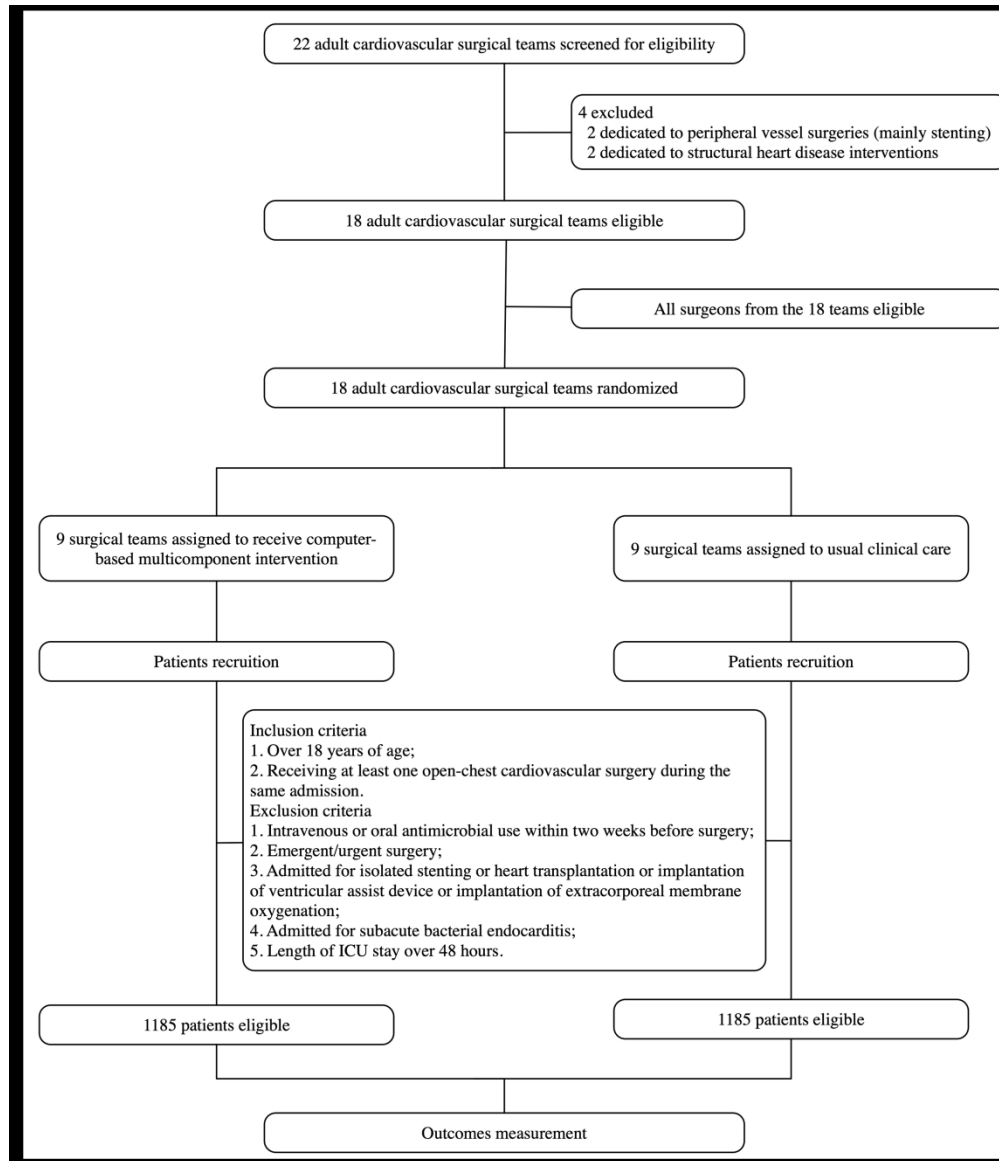 22 adult cardiovascular surgical teams screened for eligibility
4 excluded
2 dedicated to peripheral vessel surgeries (mainly stenting)
2 dedicated to structural heart disease interventions
18 adult cardiovascular surgical teams eligible
All surgeons from the 18 teams eligible
18 adult cardiovascular surgical teams randomized
9 surgical teams assigned to receive computer-
based multicomponent intervention
9 surgical teams assigned to usual clinical care
Patients recruition
Patients recruition
Inclusion criteria
1. Over 18 years of age;
2. Receiving at least one open-chest cardiovascular surgery during the
same admission.
Exclusion criteria
1. Intravenous or oral antimicrobial use within two weeks before surgery;
2. Emergent/urgent surgery;
3. Admitted for isolated stenting or heart transplantation or implantation
of ventricular assist device or implantation of extracorporeal membrane
oxygenation;
4. Admitted for subacute bacterial endocarditis;
5. Length of ICU stay over 48 hours.
1185 patients eligible
1185 patients eligible
Outcomes measurement